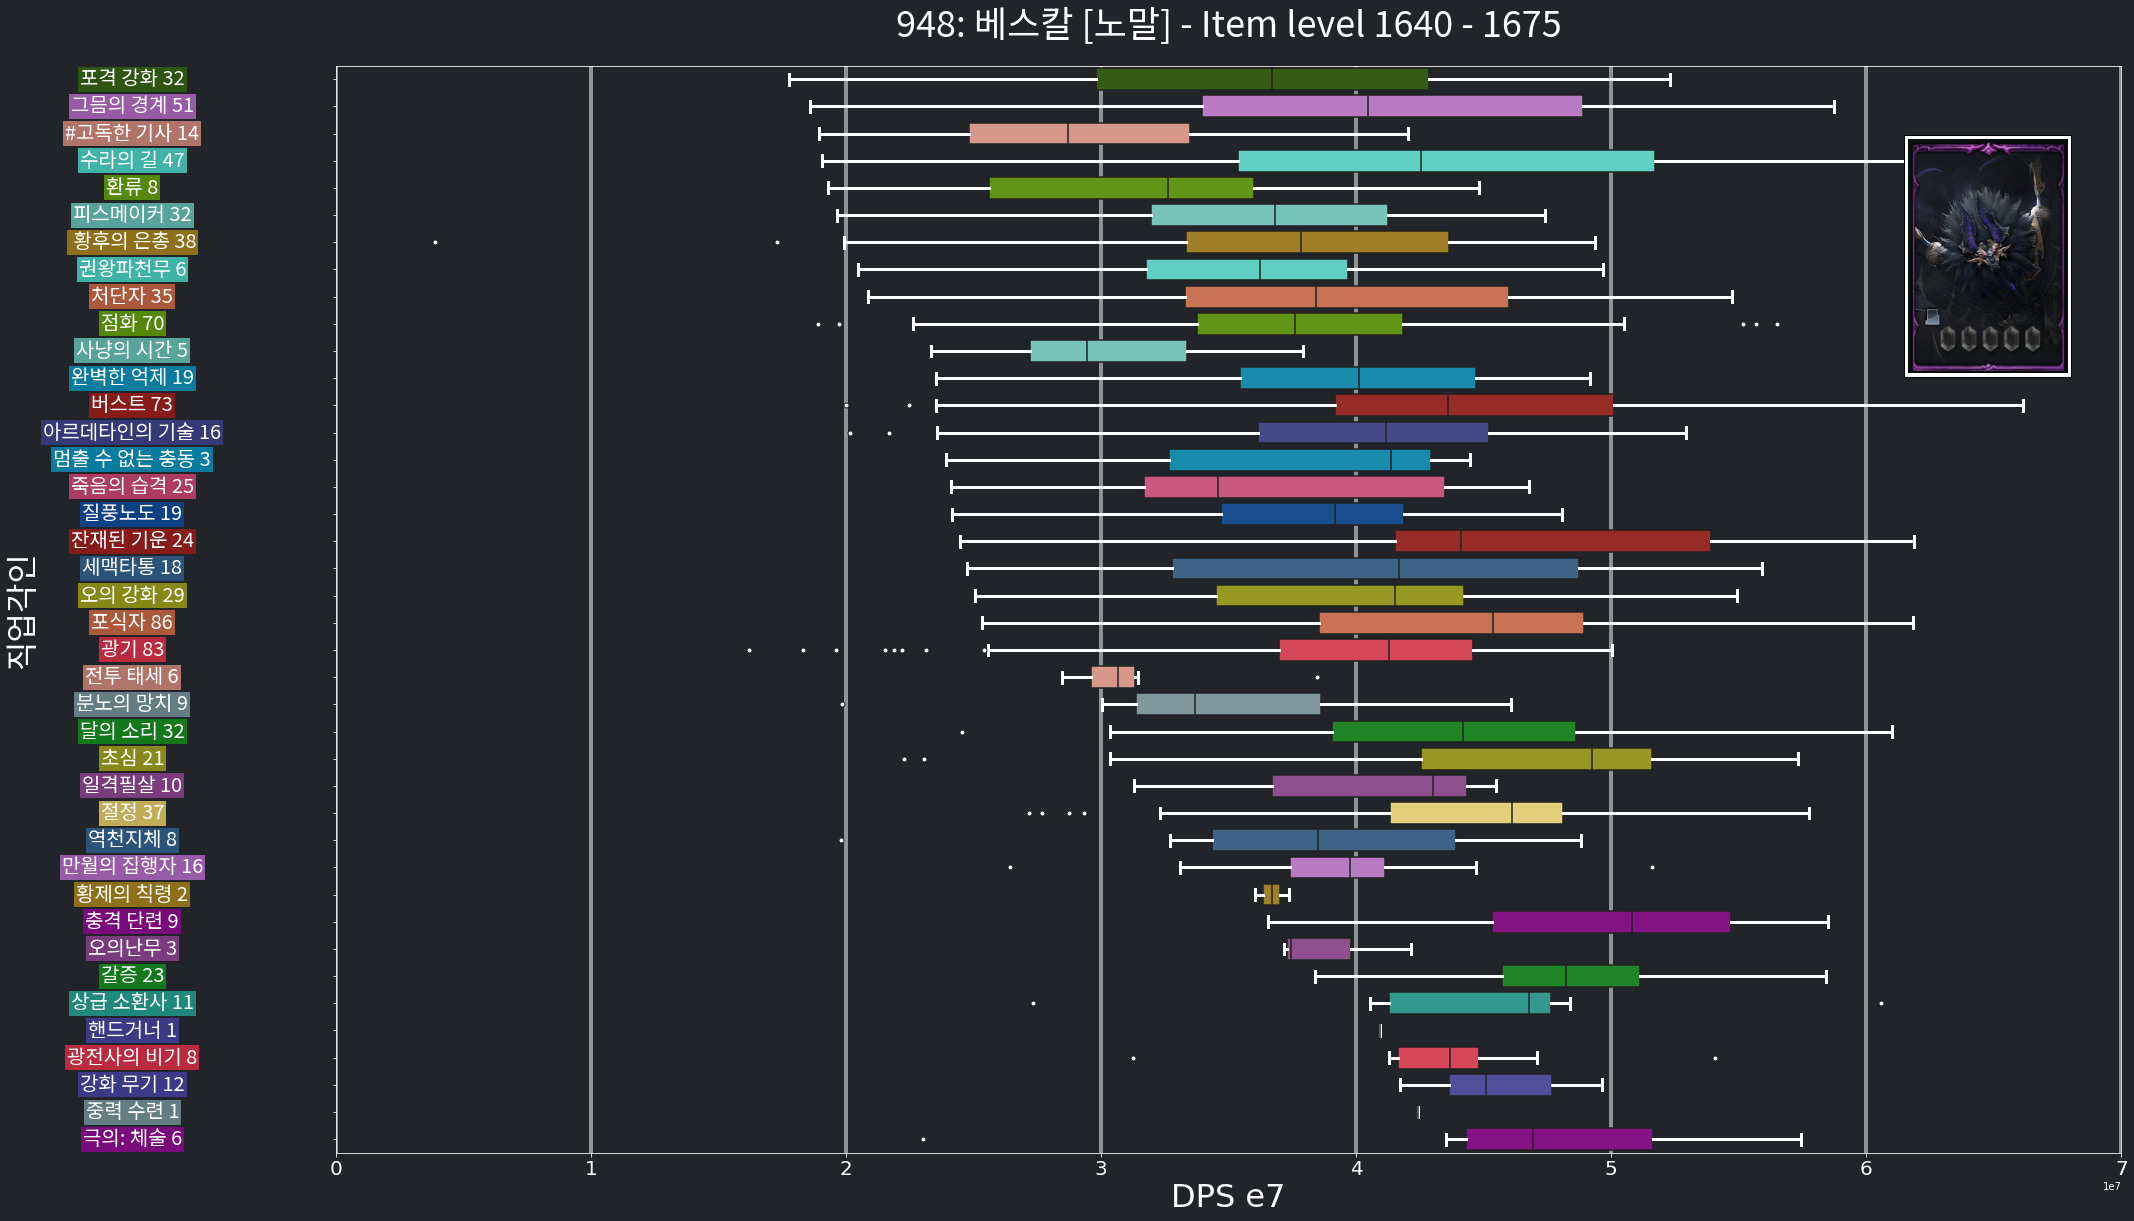 948: 베스칼 [노말] - Item level 1640 - 1675
포격 강화 32
그믐의 경계 51
#고독한 기사 14
수라의 길 47
환류 8
피스메이커 32
황후의 은총 38
권왕파천무 6
처단자 35
점화 70
사냥의 시간 5
완벽한 억제 19
버스트 73
아르데타인의 기술 16
멈출 수 없는 충동 3
죽음의 습격 25
질풍노도 19
잔재된 기운 24
세맥타통 18
오의 강화 29
포식자 86
광기 83
전투 태세 6
분노의 망치 9
달의 소리 32
초심 21
일격필살 10
절정 37
역천지체 8
만월의 집행자 16
황제의 칙령 2
충격 단련 9
오의난무 3
갈증 23
상급 소환사 11
핸드거너 1
광전사의 비기 8
강화 무기 12
중력 수련 1
극의: 체술 6
직업각인
0 1 2 3 4 5 6 7
1e7
DPS e7